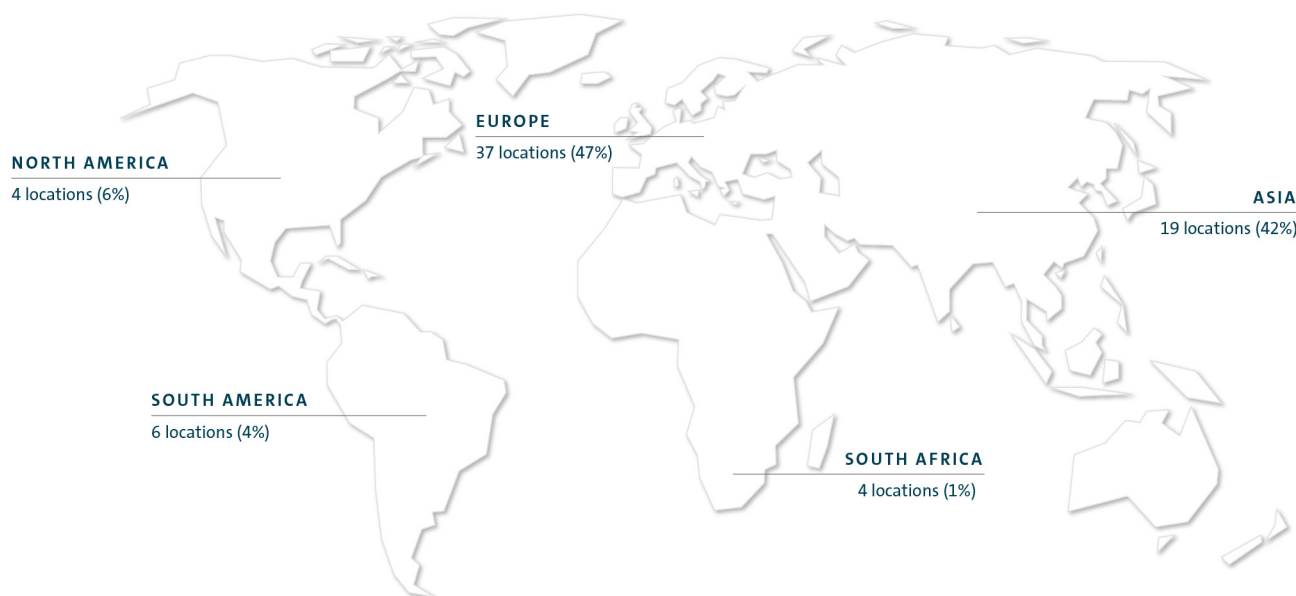 EUROPE
37 locations (47%)
NORTH AMERICA
4 locations (6%)
ASIA
19 locations (42%)
SOUTH AMERICA
6 locations (4%)
SOUTH AFRICA
4 locations (1%)